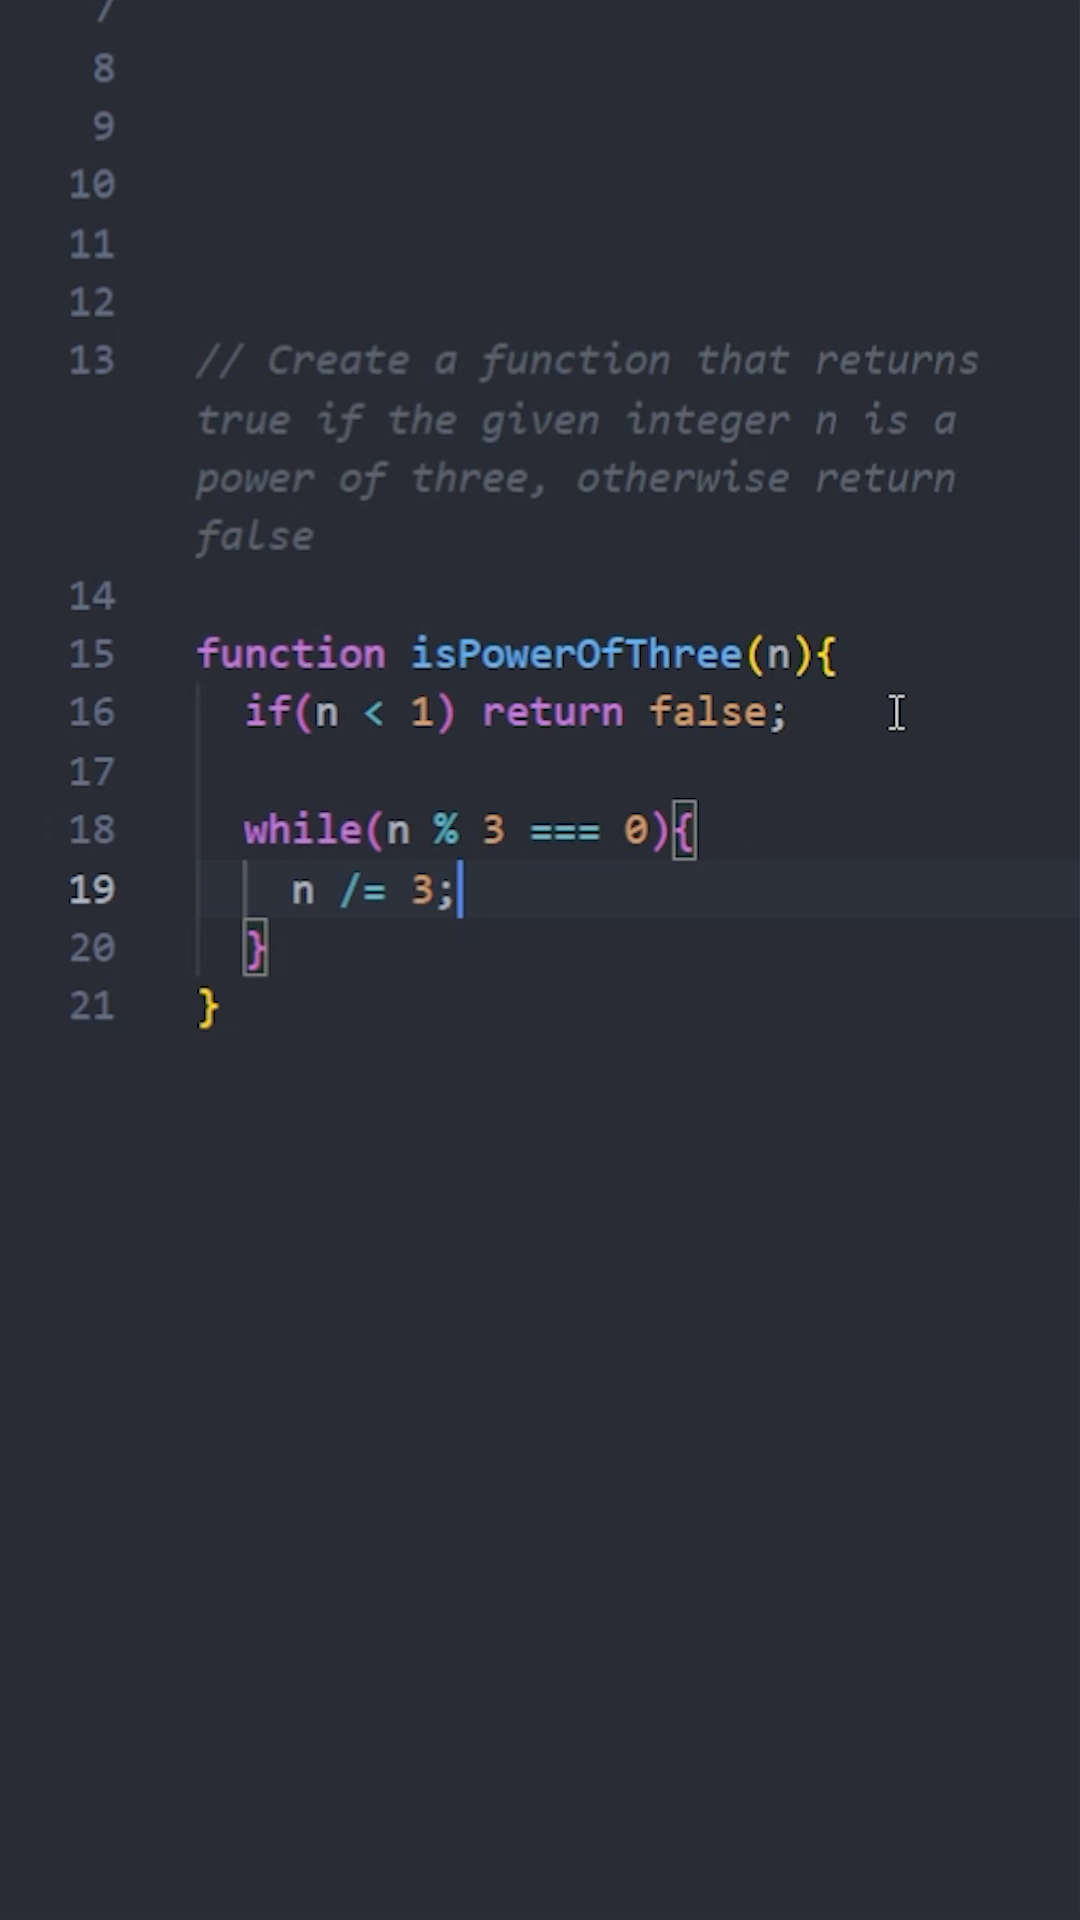 7
8
9
10
11
12
13 // Create a function that returns
true if the given integer n is a
power of three, otherwise return
false
14
15 function isPowerOfThree(n){
16 if(n < 1) return false;
17
18 while(n % 3 === 0){
19 n /= 3;
20 }
21 }